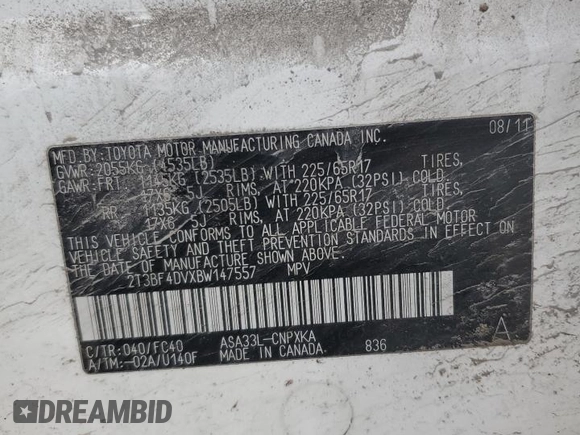 MFD.BY: TOYOTA MOTOR MANUFACTURING CANADA INC. 08/11
GVWR: 2055KG (4535LB)
GAWR: FRT 1145KG (2535LB) WITH 225/65R17 TIRES,
RIMS, AT 220KPA (32PSI) COLD.
RR 1135KG (2505LB) WITH 225/65R17 TIRES,
17X6.5J RIMS, AT 220KPA (32PSI) COLD.
THIS VEHICLE CONFORMS TO ALL APPLICABLE FEDERAL MOTOR
VEHICLE SAFETY AND THEFT PREVENTION STANDARDS IN EFFECT ON
THE DATE OF MANUFACTURE SHOWN ABOVE.
2T3BF4DVXBW147557 MPV
C/TR: 040/FC40 ASA33L-CNPXKA A
A/TM: -02A/U140F MADE IN CANADA. 836
DREAMBID